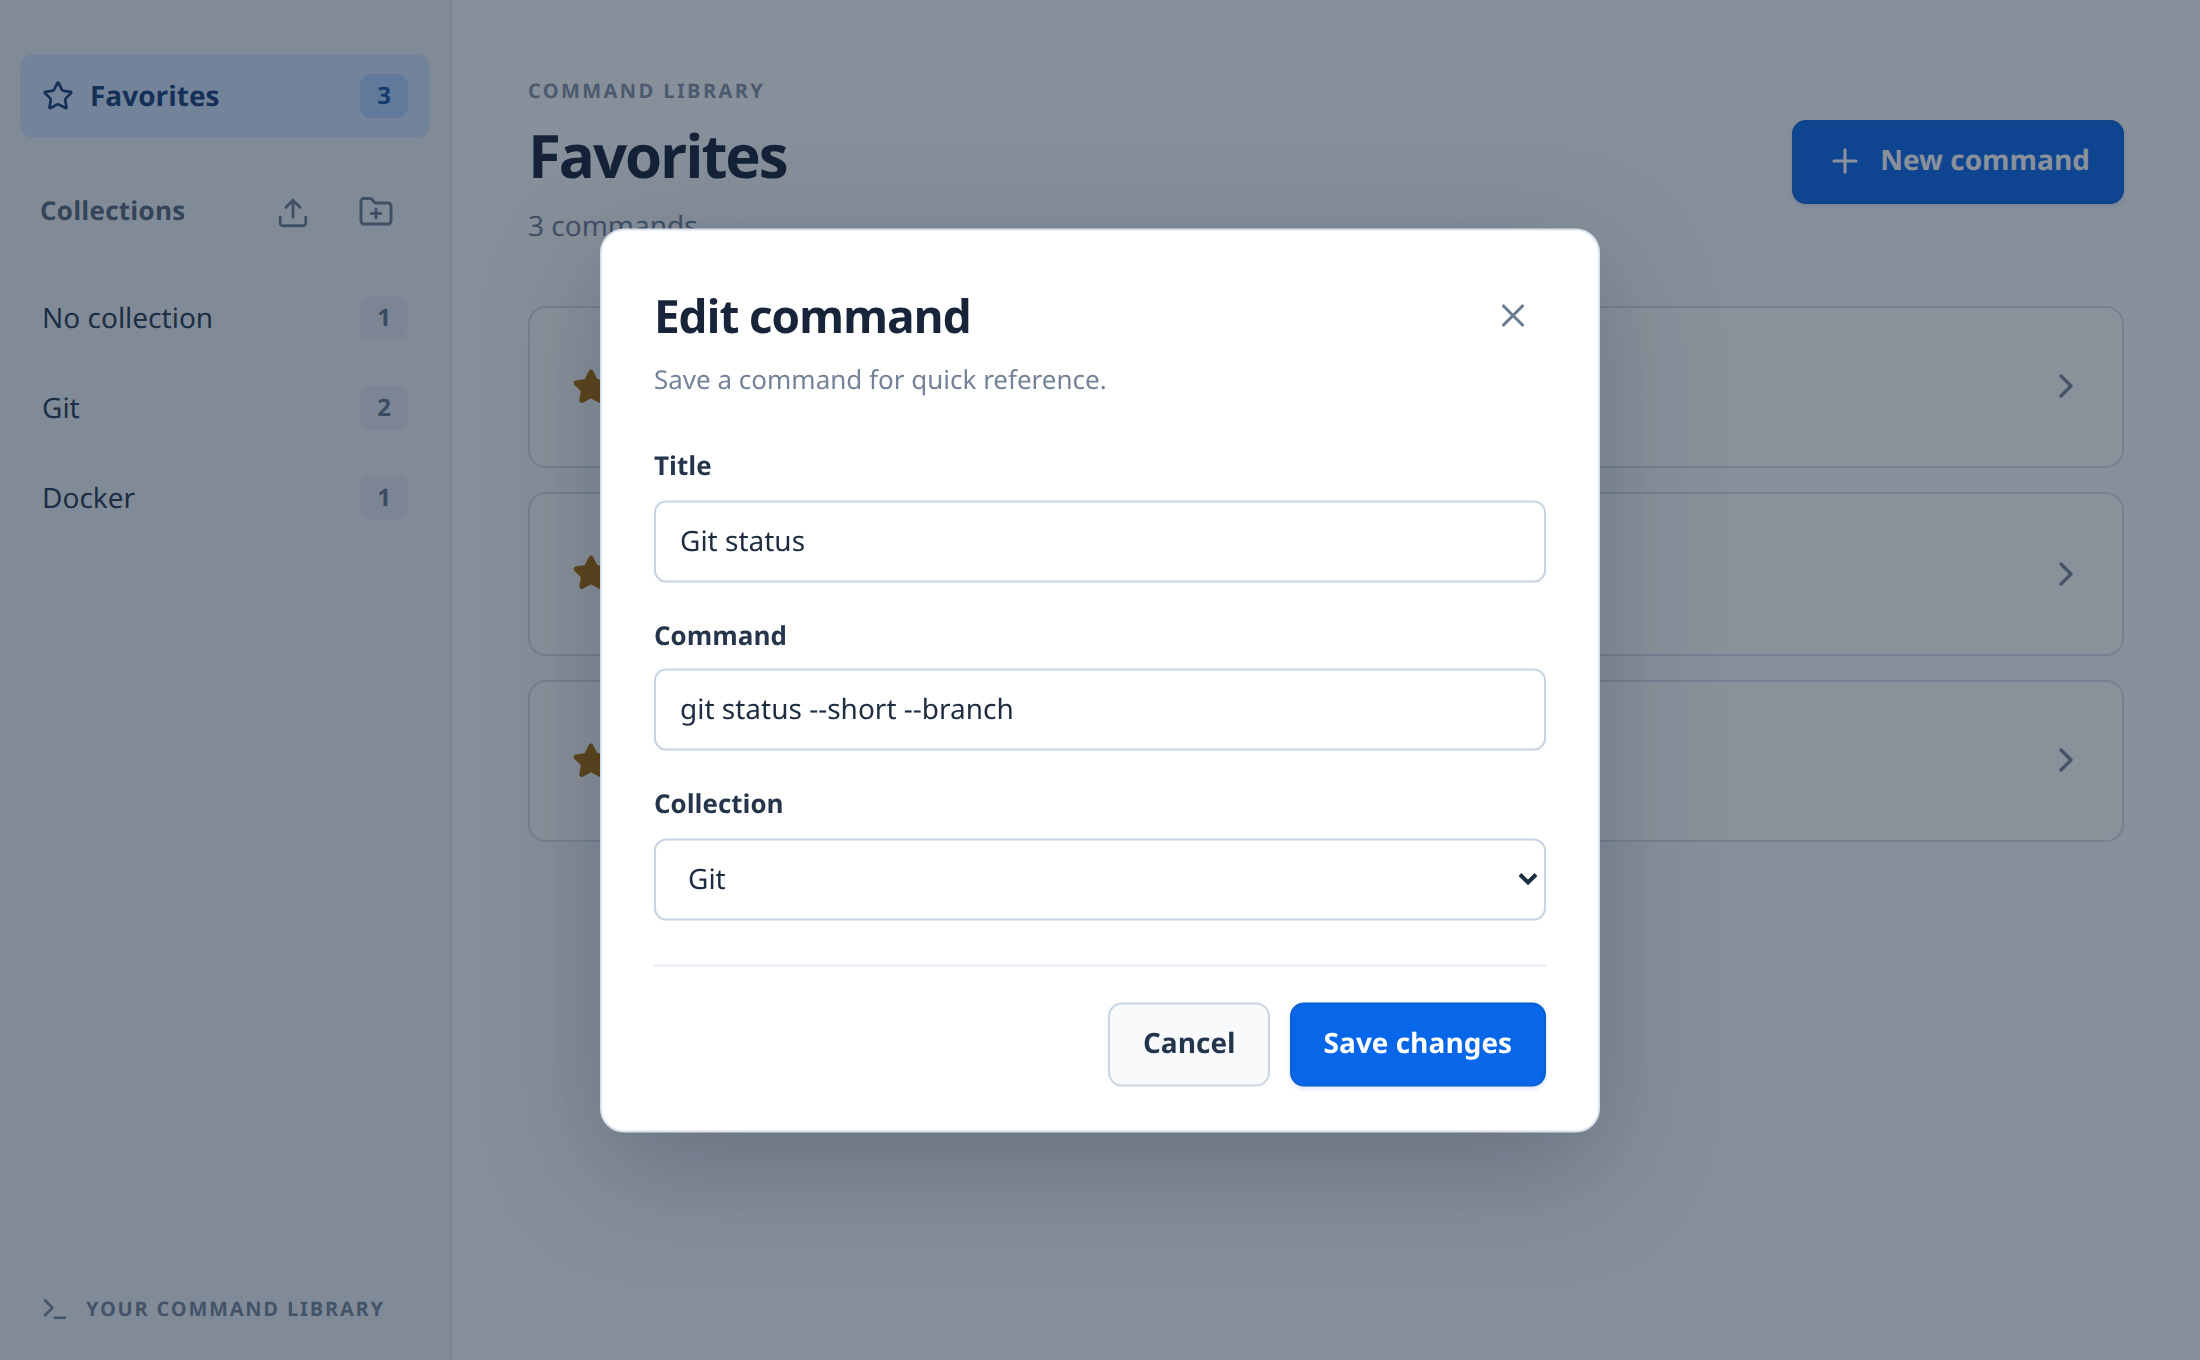 Favorites
3
Collections
No collection
1
Git
2
Docker
1
YOUR COMMAND LIBRARY
COMMAND LIBRARY
Favorites
3 commands
New command
Edit command
Save a command for quick reference.
Title
Git status
Command
git status --short --branch
Collection
Git
Cancel
Save changes